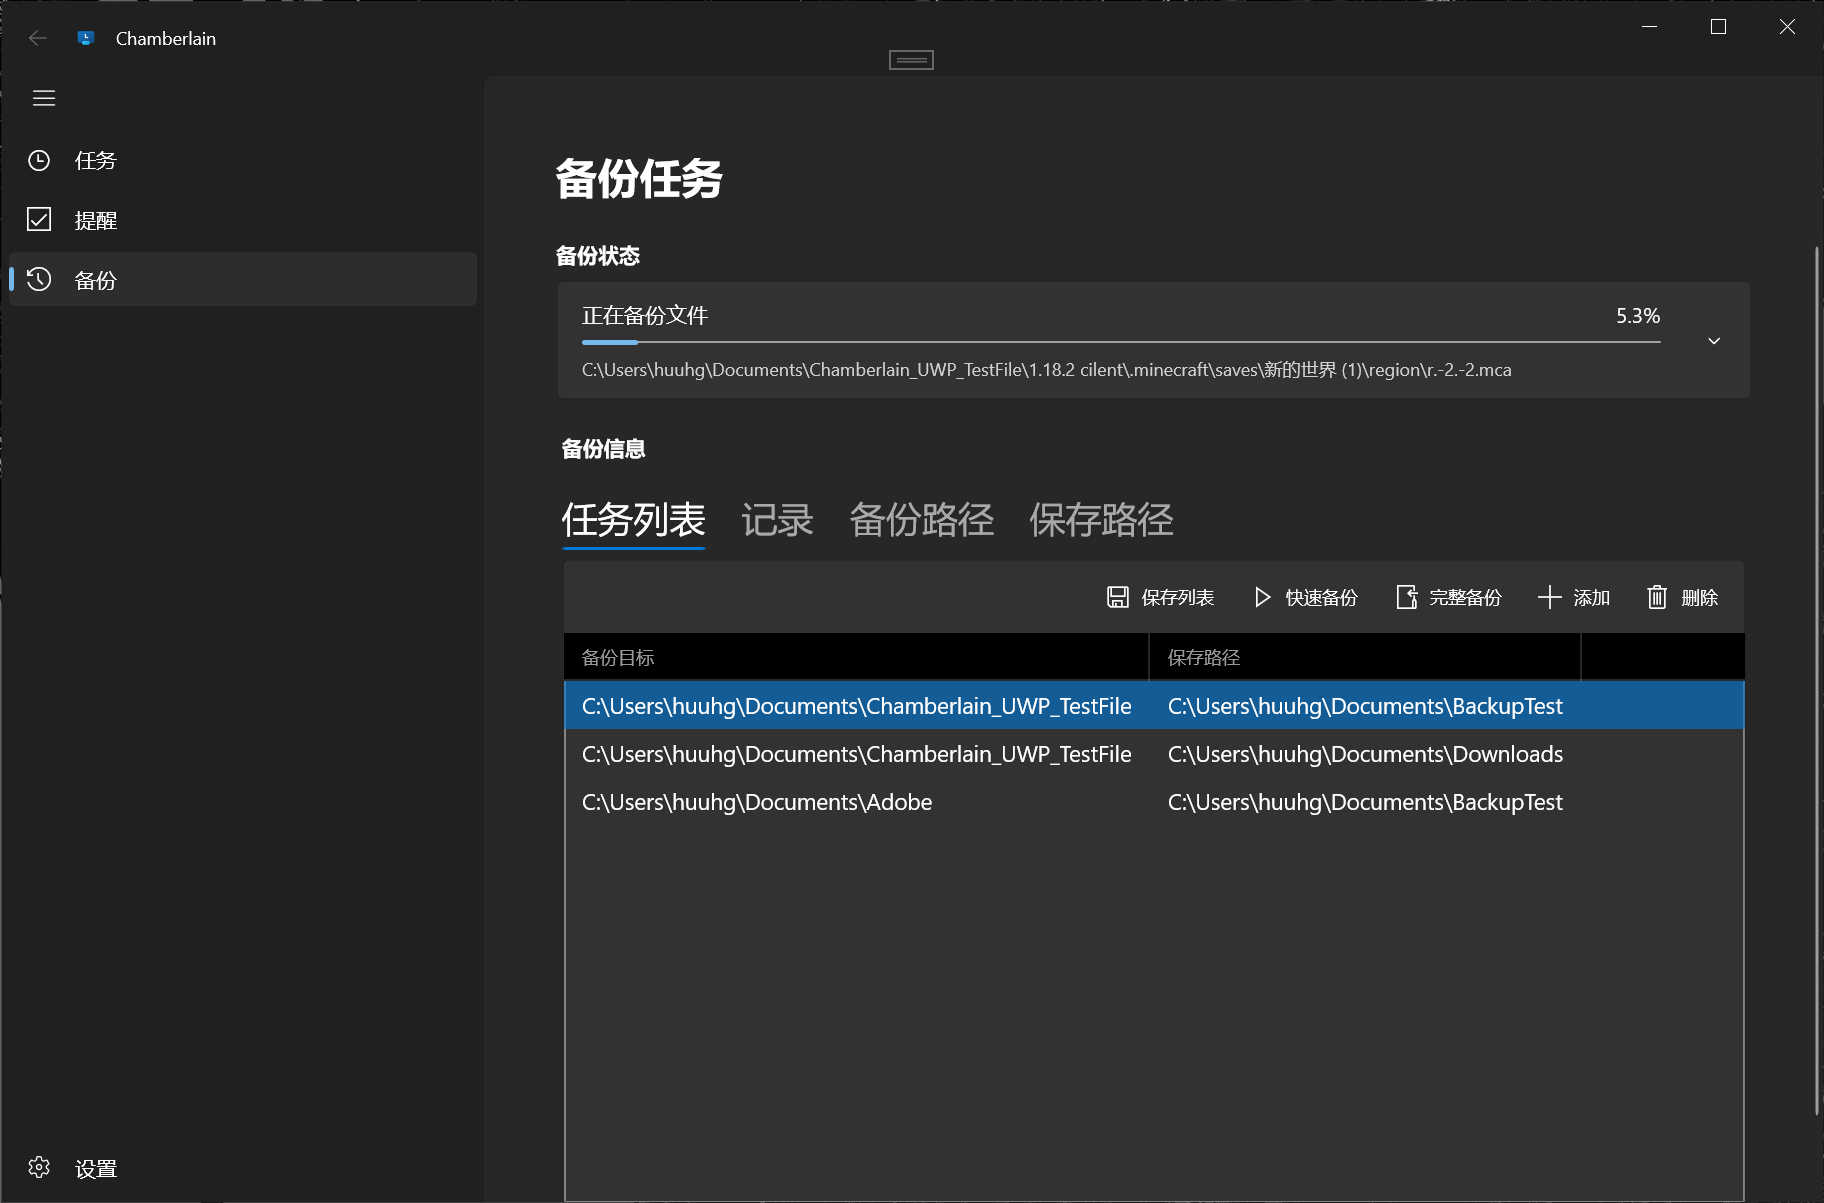 Chamberlain
任务
提醒
备份
备份任务
备份状态
正在备份文件 5.3%
C:\Users\huuhg\Documents\Chamberlain_UWP_TestFile\1.18.2 cilent\.minecraft\saves\新的世界 (1)\region\r.-2.-2.mca
备份信息
任务列表 记录 备份路径 保存路径
保存列表 快速备份 完整备份 添加 删除
备份目标 保存路径
C:\Users\huuhg\Documents\Chamberlain_UWP_TestFile C:\Users\huuhg\Documents\BackupTest
C:\Users\huuhg\Documents\Chamberlain_UWP_TestFile C:\Users\huuhg\Documents\Downloads
C:\Users\huuhg\Documents\Adobe C:\Users\huuhg\Documents\BackupTest
设置